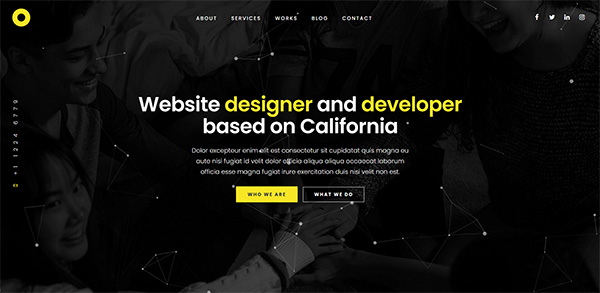 ABOUT SERVICES WORKS BLOG CONTACT
+1 1224 6779
Website designer and developer
based on California
Dolor excepteur enim elit est consectetur sit cupidatat quis magna eu
aute nisi fugiat id velit dolor officia aliqua aliqua occaecat laborum
officia esse magna fugiat irure exercitation duis nisi velit non est.
WHO WE ARE WHAT WE DO